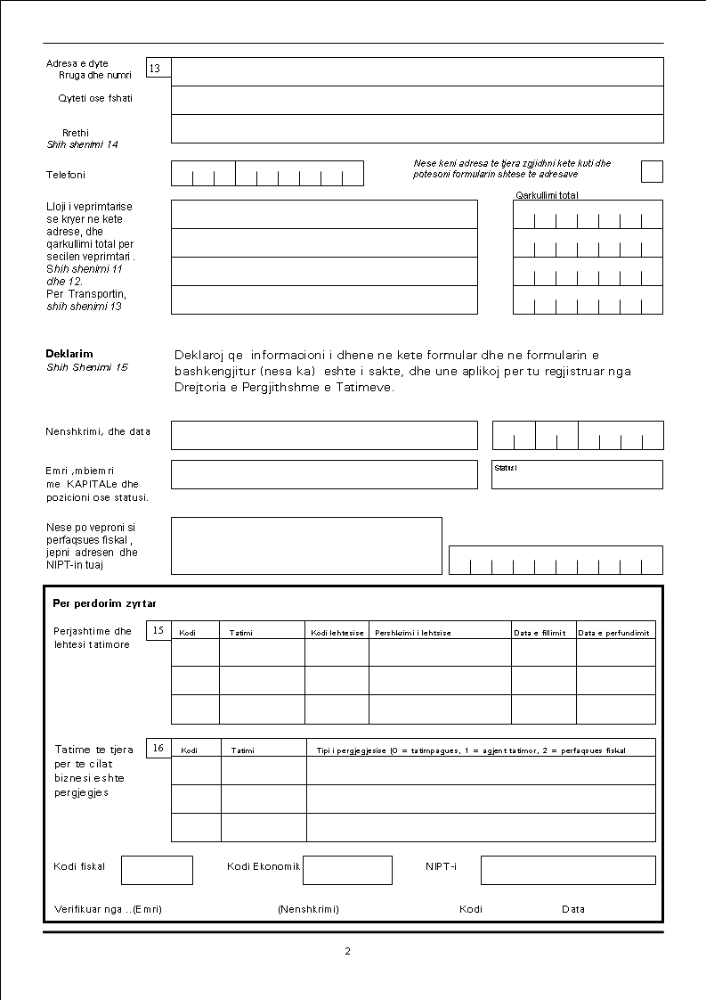 Adresa e dyte
13
Rruga dhe numri
Qyteti ose fshati
Rrethi
Shih shenimi 14
Telefoni
Nese keni adresa te tjera zgjidhni kete kuti dhe
potesoni formularin shtese te adresave
Qarkullimi total
Lloji i veprimtarise
se kryer ne kete
adrese, dhe
qarkullimi total per
secilen veprimtari .
Shih shenimi 11
dhe 12.
Per Transportin,
shih shenimi 13
Deklarim
Shih Shenimi 15
Deklaroj qe informacioni i dhene ne kete formular dhe ne formularin e
bashkengjitur (nesa ka) eshte i sakte, dhe une aplikoj per tu regjistruar nga
Drejtoria e Pergjithshme e Tatimeve.
Nenshkrimi, dhe data
Emri ,mbiemri
me KAPITALe dhe
pozicioni ose statusi.
Statusi
Nese po veproni si
perfaqsues fiskal ,
jepni adresen dhe
NIPT-in tuaj
Per perdorim zyrtar
Perjashtime dhe
lehtesi tatimore
15
Kodi Tatimi Kodi lehtesise Pershkrimi i lehtsise Data e fillimit Data e perfundimit
Tatime te tjera
per te cilat
biznesi eshte
pergjegjes
16
Kodi Tatimi Tipi i pergjegjesise (0 = tatimpagues, 1 = agjent tatimor, 2 = perfaqsues fiskal
Kodi fiskal Kodi Ekonomik NIPT-i
Verifikuar nga ..(Emri) (Nenshkrimi) Kodi Data
2